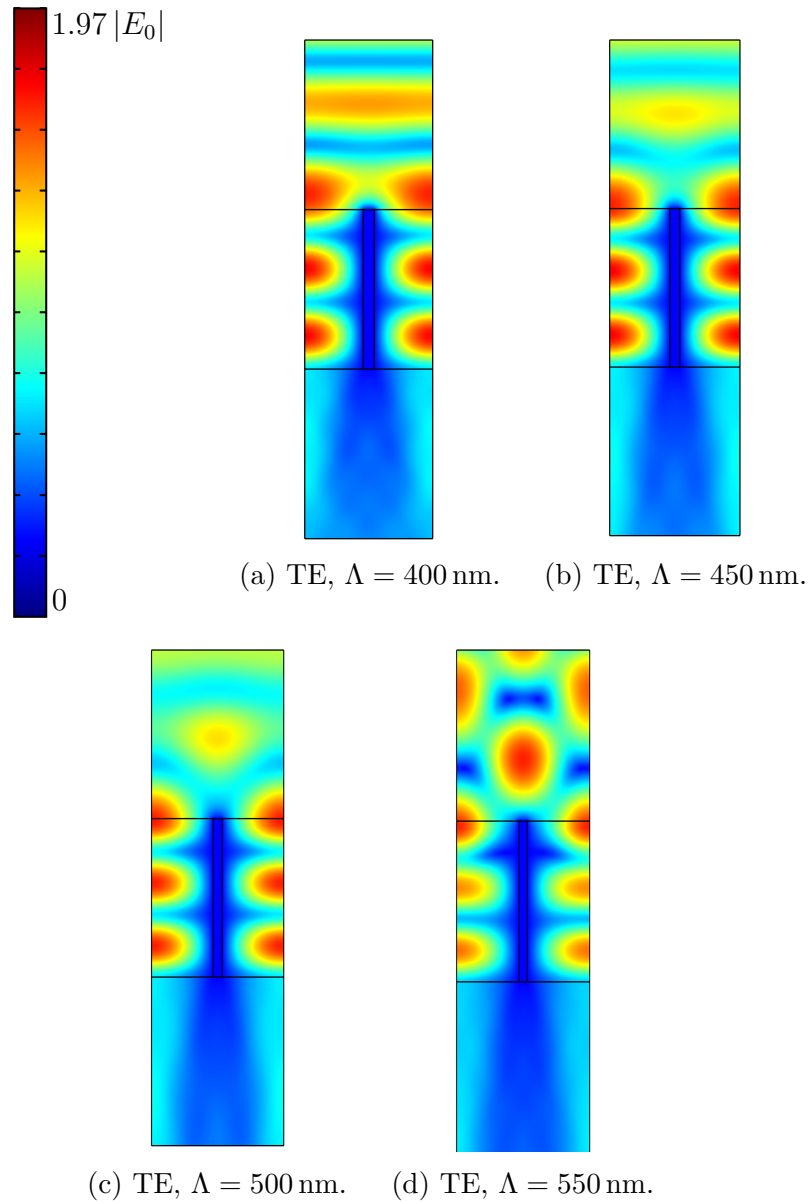 1.97 |E₀|
0
(a) TE, Λ = 400 nm.
(b) TE, Λ = 450 nm.
(c) TE, Λ = 500 nm.
(d) TE, Λ = 550 nm.